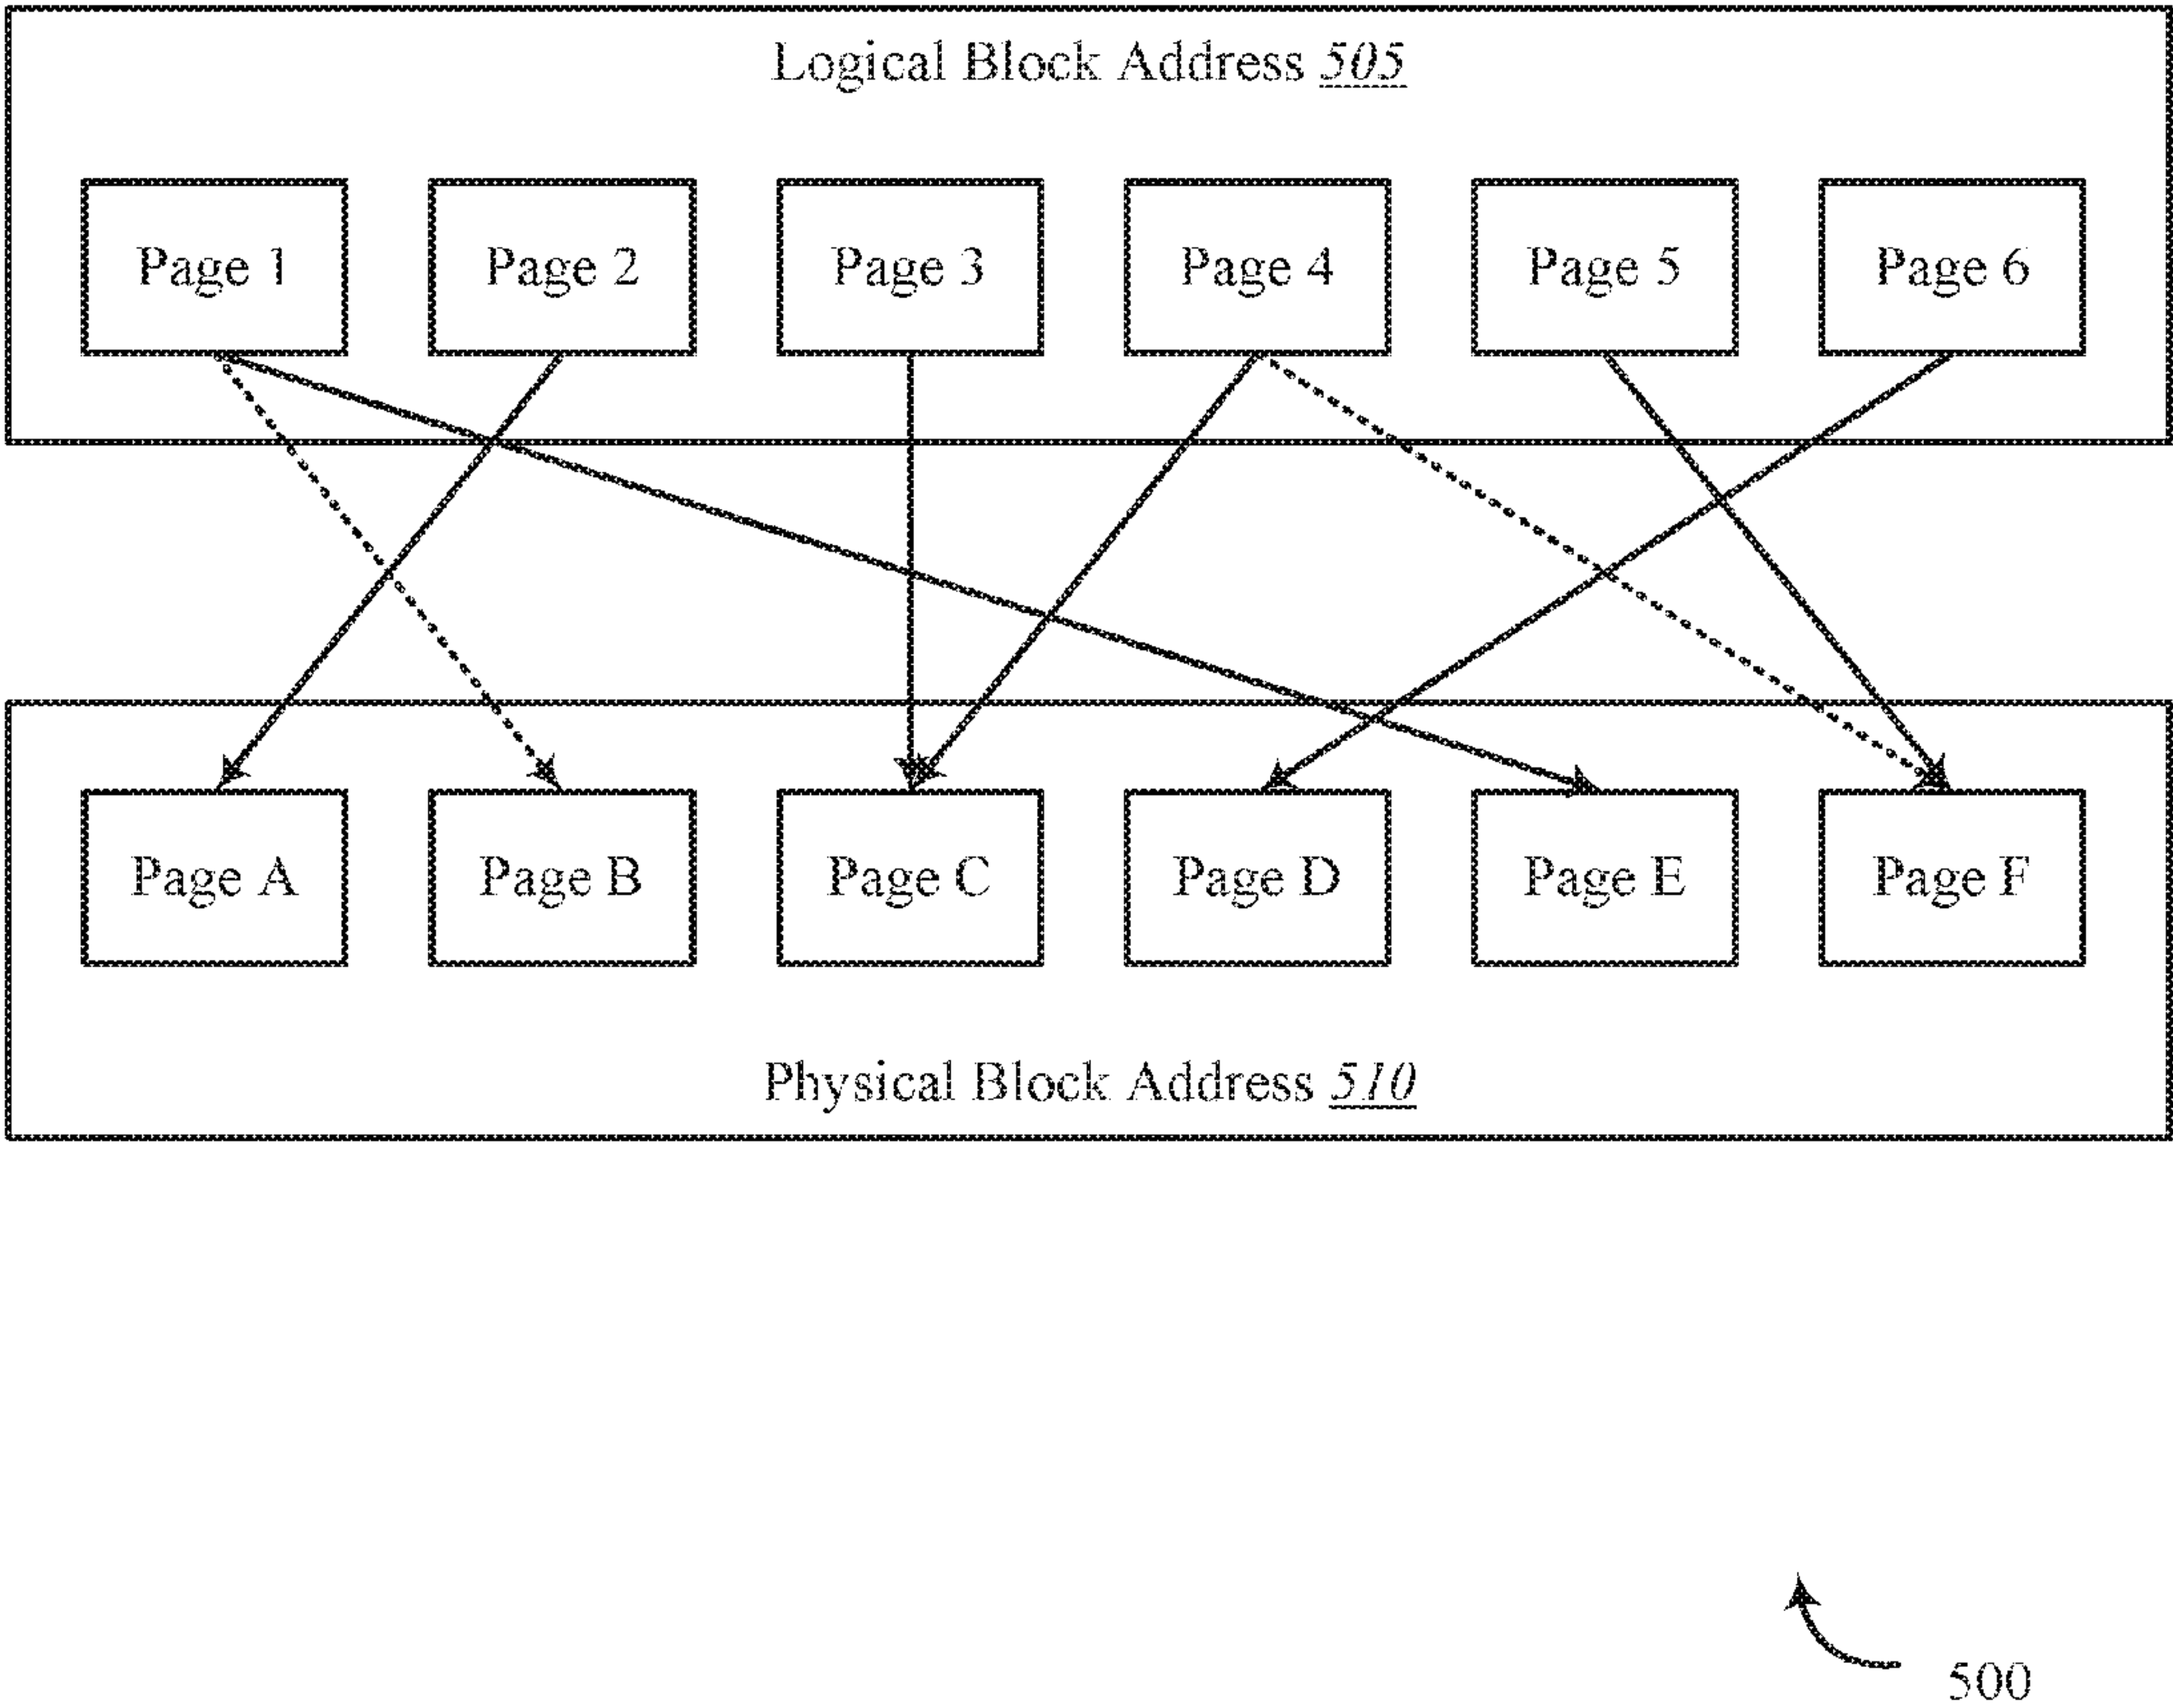 Logical Block Address 505
Page 1 Page 2 Page 3 Page 4 Page 5 Page 6
Page A Page B Page C Page D Page E Page F
Physical Block Address 510
500